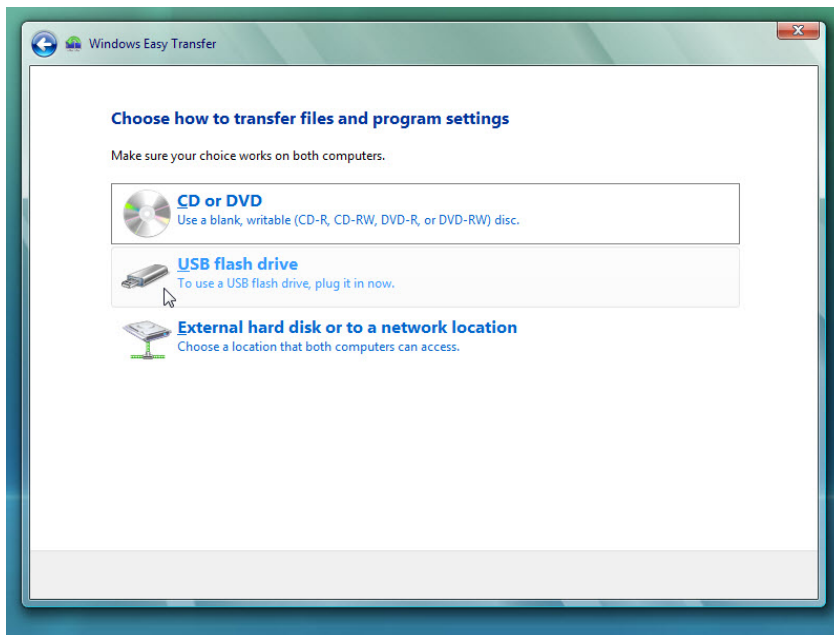 Windows Easy Transfer
Choose how to transfer files and program settings
Make sure your choice works on both computers.
CD or DVD
Use a blank, writable (CD-R, CD-RW, DVD-R, or DVD-RW) disc.
USB flash drive
To use a USB flash drive, plug it in now.
External hard disk or to a network location
Choose a location that both computers can access.